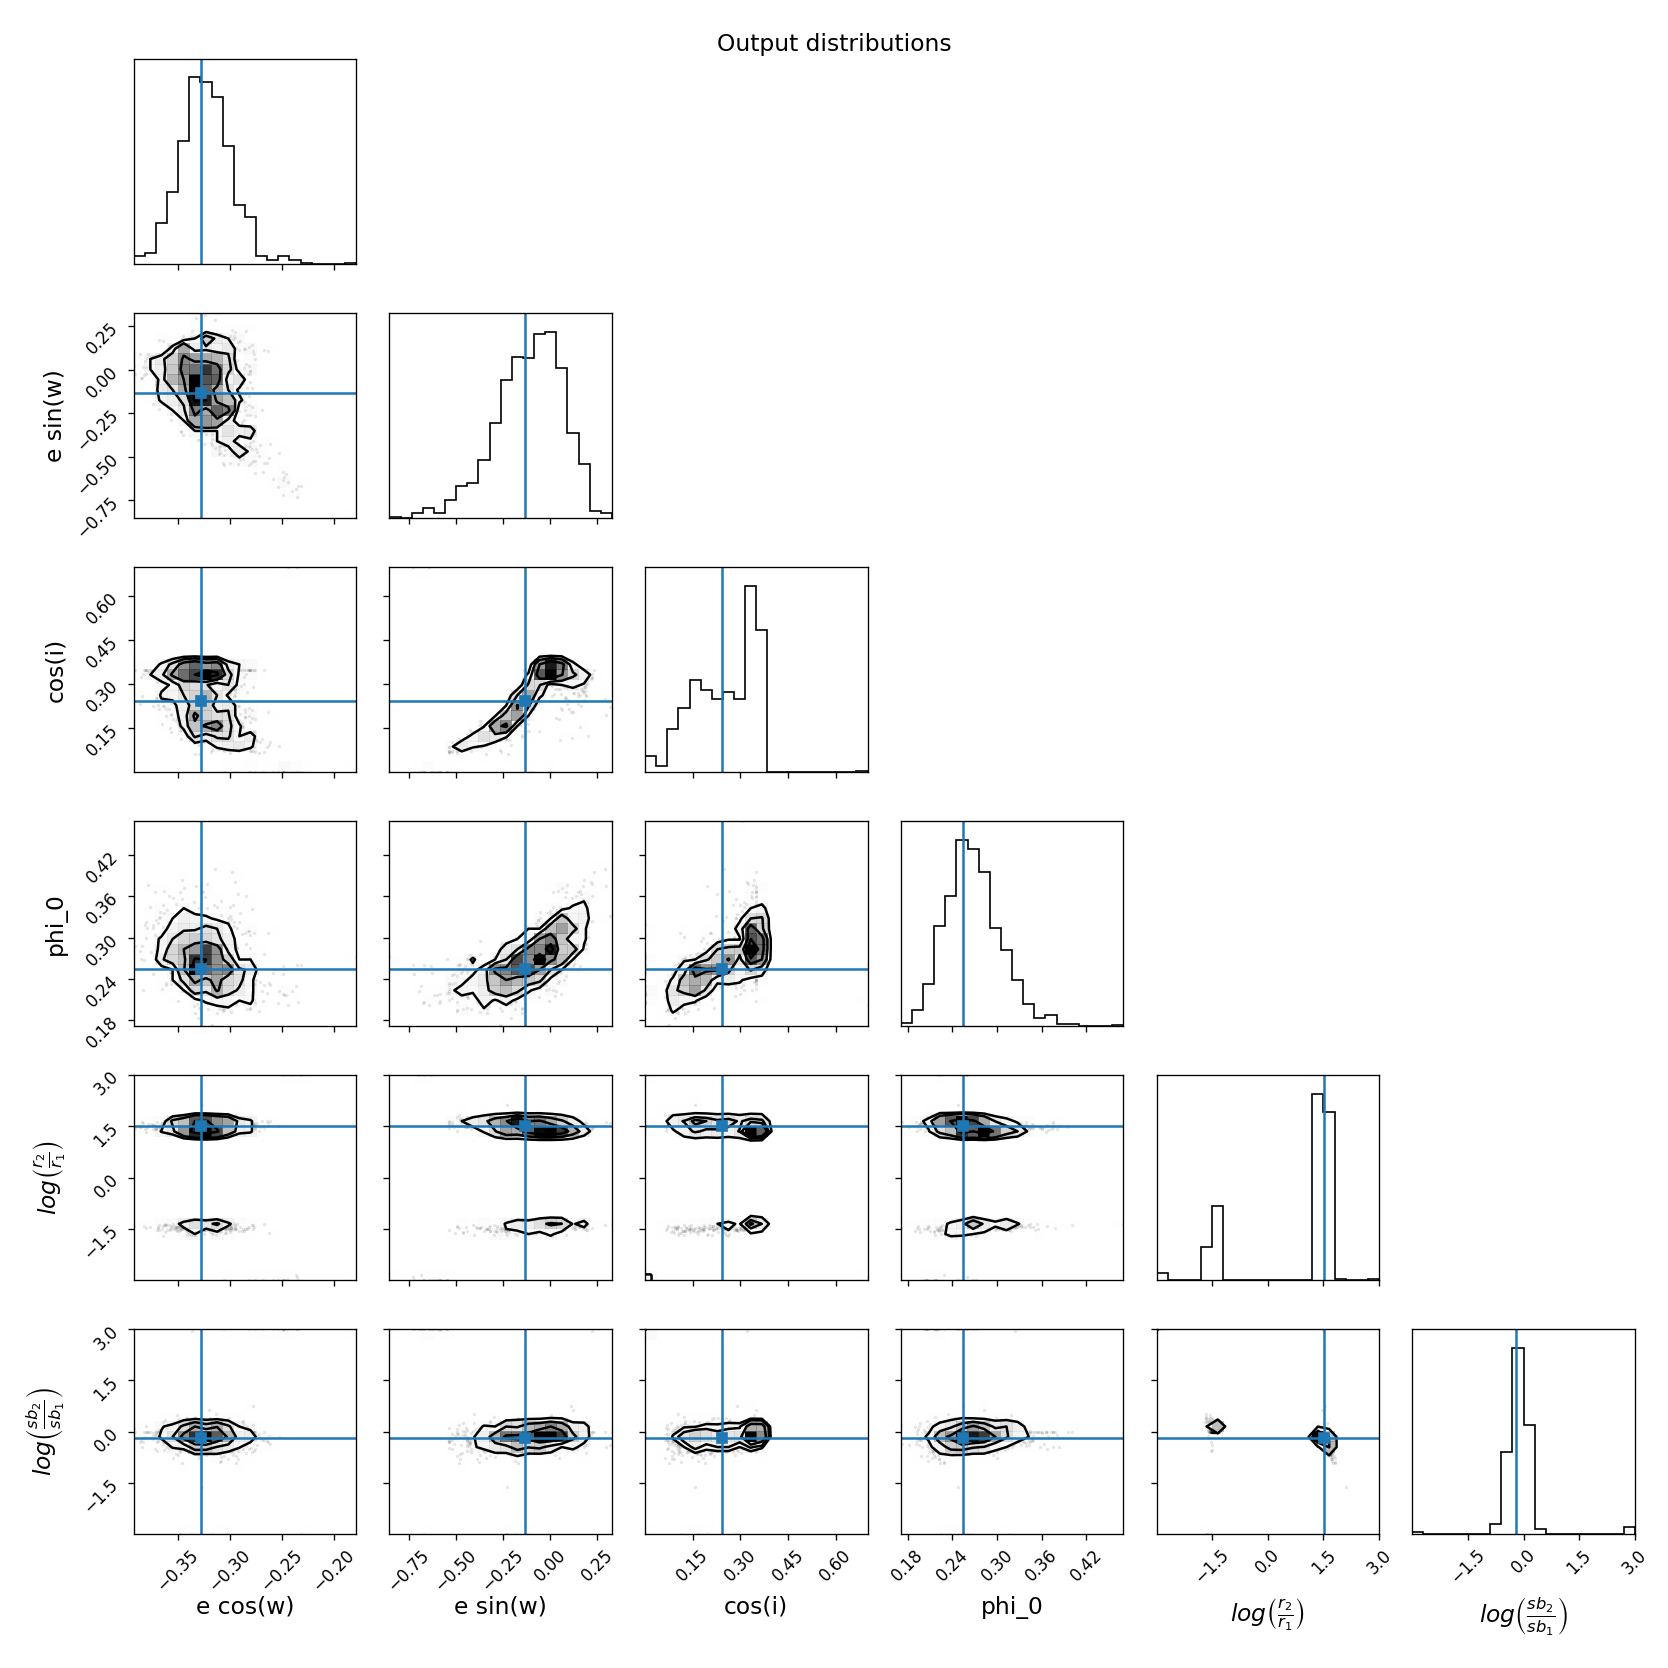 Output distributions
0.25
0.00
−0.25
−0.50
−0.75
e sin(w)
0.60
0.45
0.30
0.15
cos(i)
0.42
0.36
0.30
0.24
0.18
phi_0
3.0
1.5
0.0
−1.5
log(r₂/r₁)
3.0
1.5
0.0
−1.5
log(sb₂/sb₁)
−0.35 −0.30 −0.25 −0.20
e cos(w)
−0.75 −0.50 −0.25 0.00 0.25
e sin(w)
0.15 0.30 0.45 0.60
cos(i)
0.18 0.24 0.30 0.36 0.42
phi_0
−1.5 0.0 1.5 3.0
log(r₂/r₁)
−1.5 0.0 1.5 3.0
log(sb₂/sb₁)